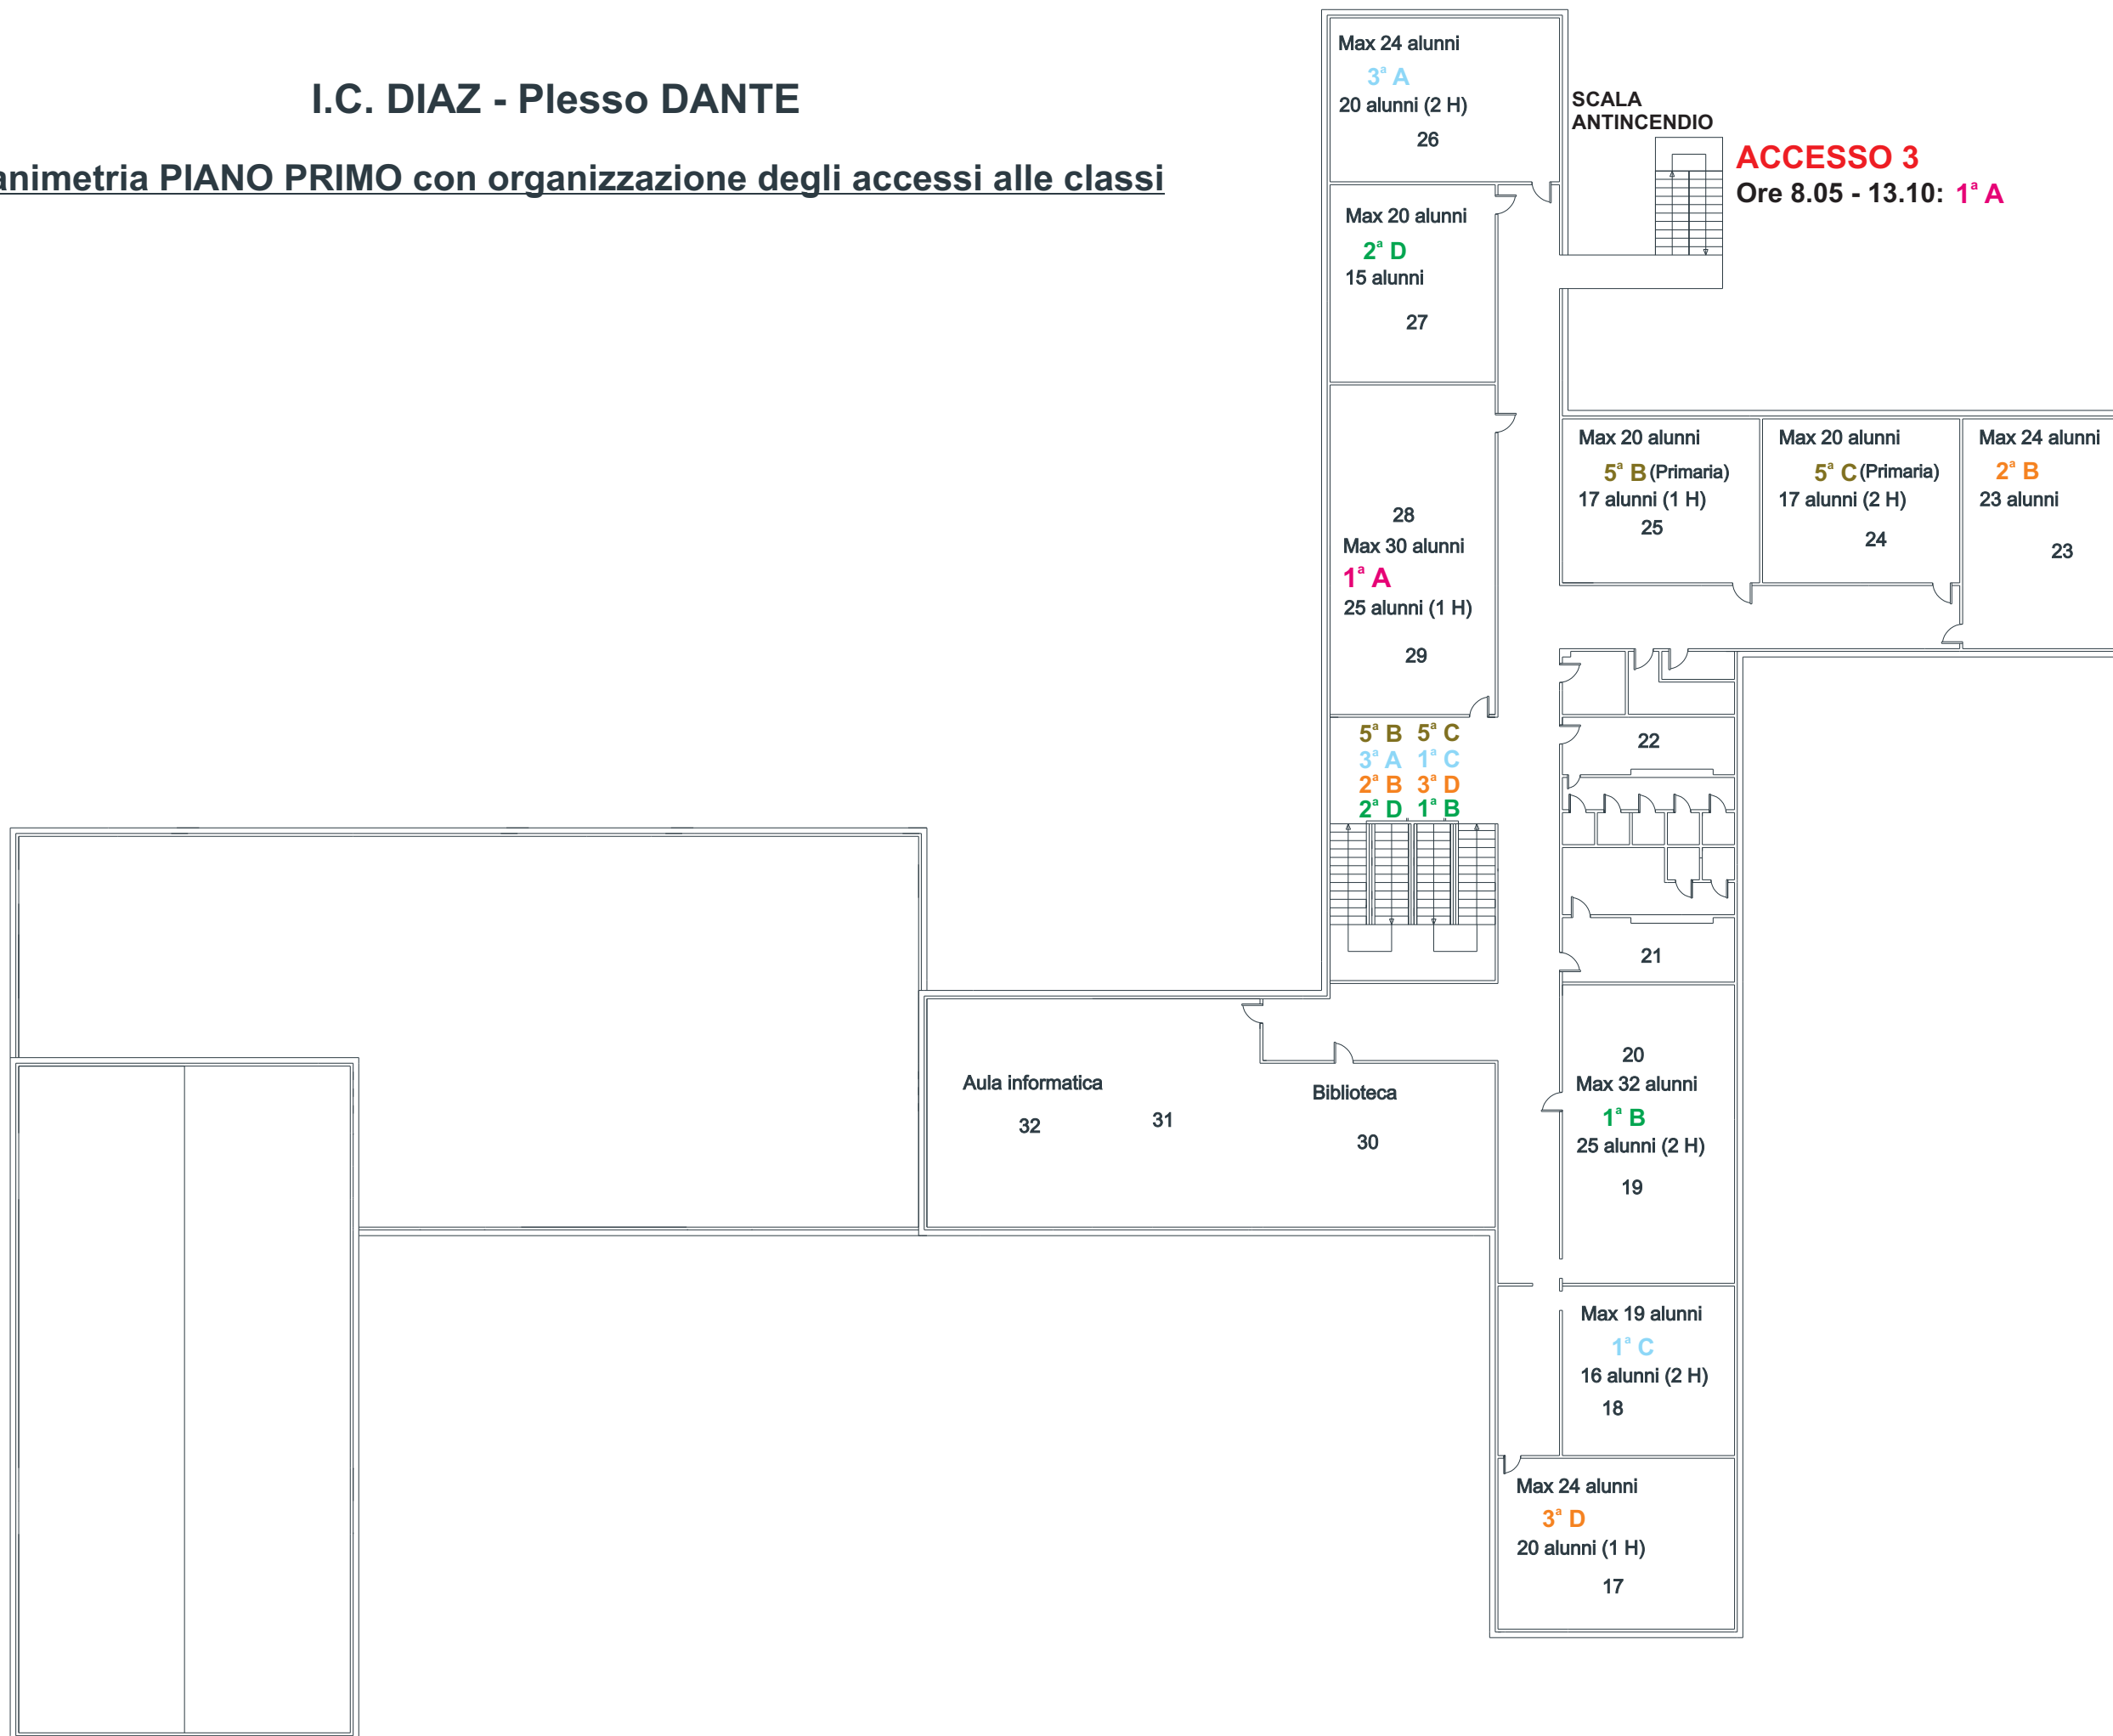 I.C. DIAZ - Plesso DANTE
animetria PIANO PRIMO con organizzazione degli accessi alle classi
Max 24 alunni
3ª A
20 alunni (2 H)
26
SCALA
ANTINCENDIO
ACCESSO 3
Ore 8.05 - 13.10: 1ª A
Max 20 alunni
2ª D
15 alunni
27
28
Max 30 alunni
1ª A
25 alunni (1 H)
29
Max 20 alunni
5ª B (Primaria)
17 alunni (1 H)
25
Max 20 alunni
5ª C (Primaria)
17 alunni (2 H)
24
Max 24 alunni
2ª B
23 alunni
23
5ª B 5ª C
3ª A 1ª C
2ª B 3ª D
2ª D 1ª B
22
21
Aula informatica
32
31
Biblioteca
30
20
Max 32 alunni
1ª B
25 alunni (2 H)
19
Max 19 alunni
1ª C
16 alunni (2 H)
18
Max 24 alunni
3ª D
20 alunni (1 H)
17